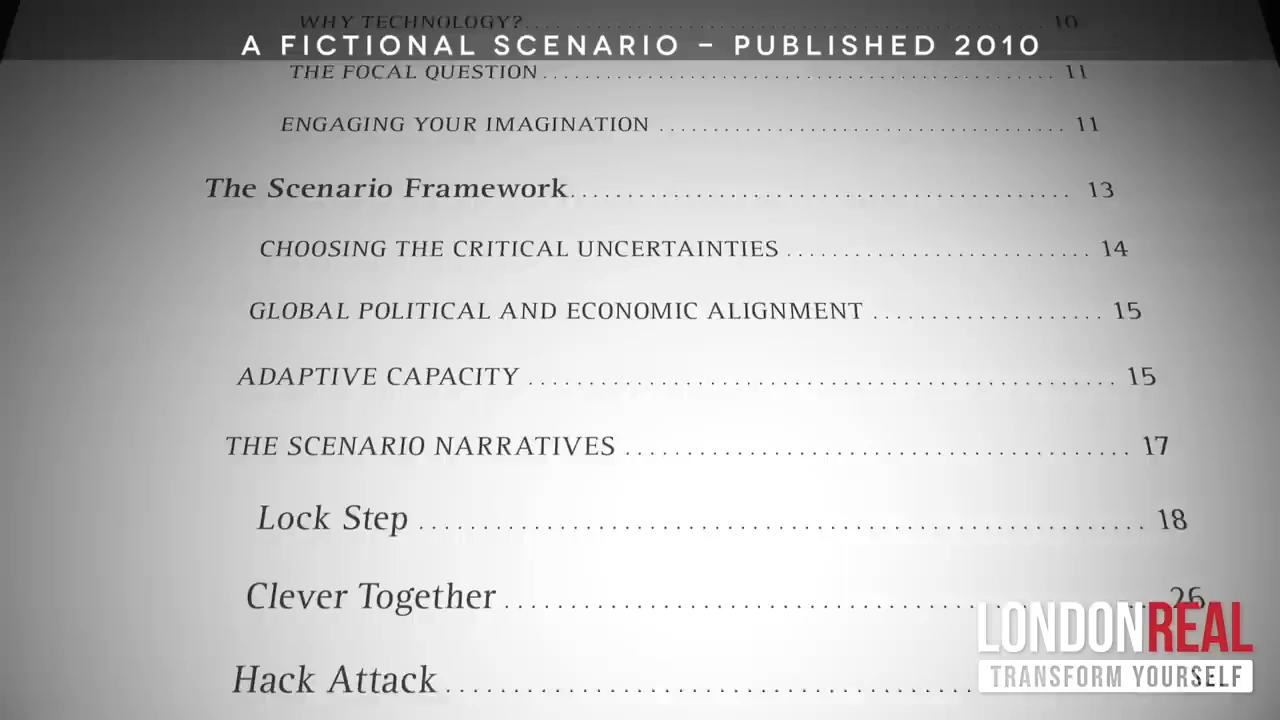 WHY TECHNOLOGY?.......................................................... 10
A FICTIONAL SCENARIO – PUBLISHED 2010
THE FOCAL QUESTION.......................................................... 11
ENGAGING YOUR IMAGINATION .............................................. 11
The Scenario Framework.......................................................... 13
CHOOSING THE CRITICAL UNCERTAINTIES ................................ 14
GLOBAL POLITICAL AND ECONOMIC ALIGNMENT ........................ 15
ADAPTIVE CAPACITY .......................................................... 15
THE SCENARIO NARRATIVES .............................................. 17
Lock Step .......................................................... 18
Clever Together .......................................................... 26
Hack Attack ..........................................
LONDONREAL
TRANSFORM YOURSELF